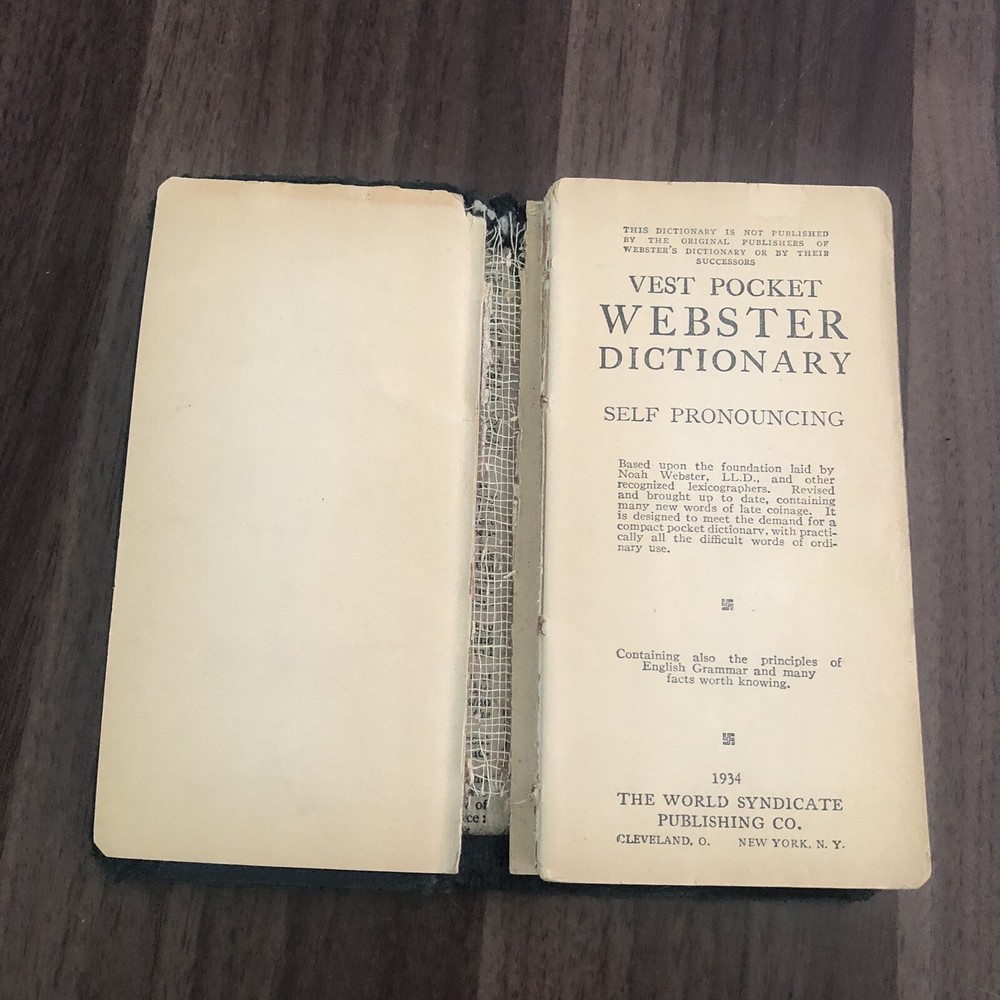 THIS DICTIONARY IS NOT PUBLISHED
BY THE ORIGINAL PUBLISHERS OF
WEBSTER'S DICTIONARY OR BY THEIR
SUCCESSORS
VEST POCKET
WEBSTER
DICTIONARY
SELF PRONOUNCING
Based upon the foundation laid by
Noah Webster, LL.D., and other
recognized lexicographers. Revised
and brought up to date, containing
many new words of late coinage. It
is designed to meet the demand for a
compact pocket dictionary, with practi-
cally all the difficult words of ordi-
nary use.
Containing also the principles of
English Grammar and many
facts worth knowing.
1934
THE WORLD SYNDICATE
PUBLISHING CO.
CLEVELAND, O. NEW YORK, N. Y.
of
ce: